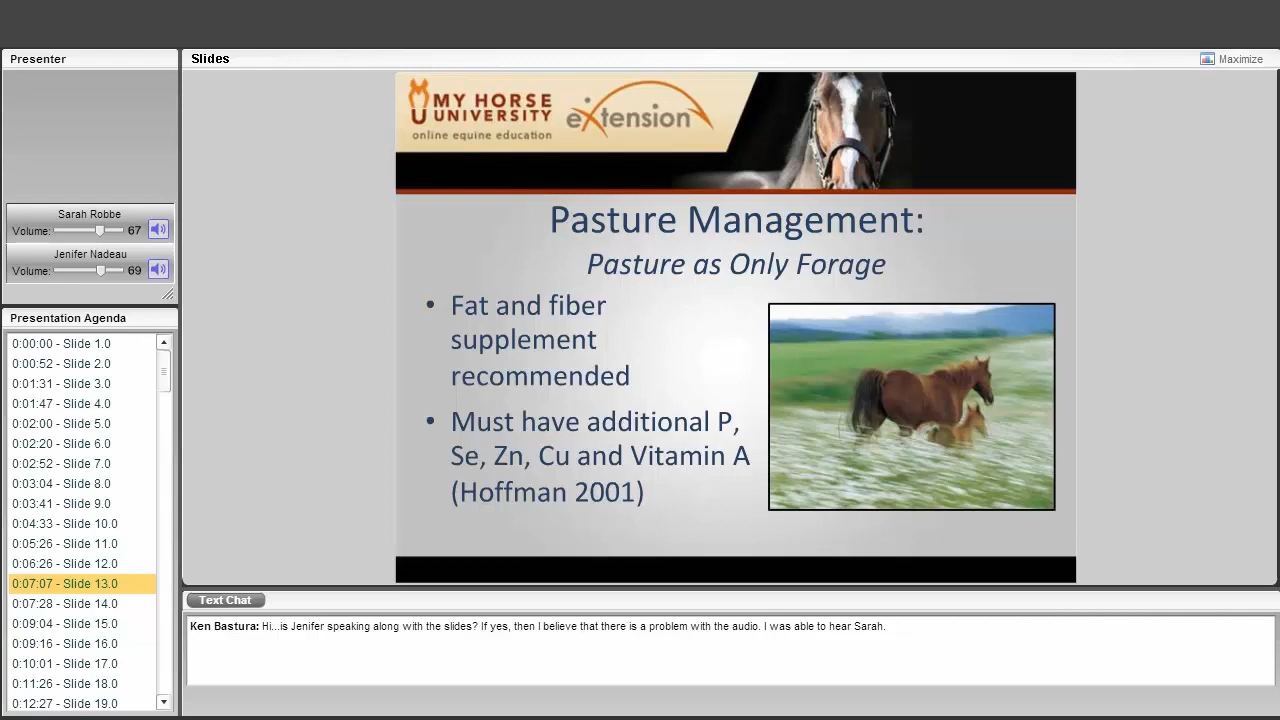 Presenter
Sarah Robbe
Volume: 67
Jenifer Nadeau
Volume: 69
Presentation Agenda
0:00:00 - Slide 1.0
0:00:52 - Slide 2.0
0:01:31 - Slide 3.0
0:01:47 - Slide 4.0
0:02:00 - Slide 5.0
0:02:20 - Slide 6.0
0:02:52 - Slide 7.0
0:03:04 - Slide 8.0
0:03:41 - Slide 9.0
0:04:33 - Slide 10.0
0:05:26 - Slide 11.0
0:06:26 - Slide 12.0
0:07:07 - Slide 13.0
0:07:28 - Slide 14.0
0:09:04 - Slide 15.0
0:09:16 - Slide 16.0
0:10:01 - Slide 17.0
0:11:26 - Slide 18.0
0:12:27 - Slide 19.0
Slides
Maximize
MY HORSE
UNIVERSITY
online equine education
eXtension
Pasture Management:
Pasture as Only Forage
• Fat and fiber
supplement
recommended
• Must have additional P,
Se, Zn, Cu and Vitamin A
(Hoffman 2001)
Text Chat
Ken Bastura: Hi...is Jenifer speaking along with the slides? If yes, then I believe that there is a problem with the audio. I was able to hear Sarah.